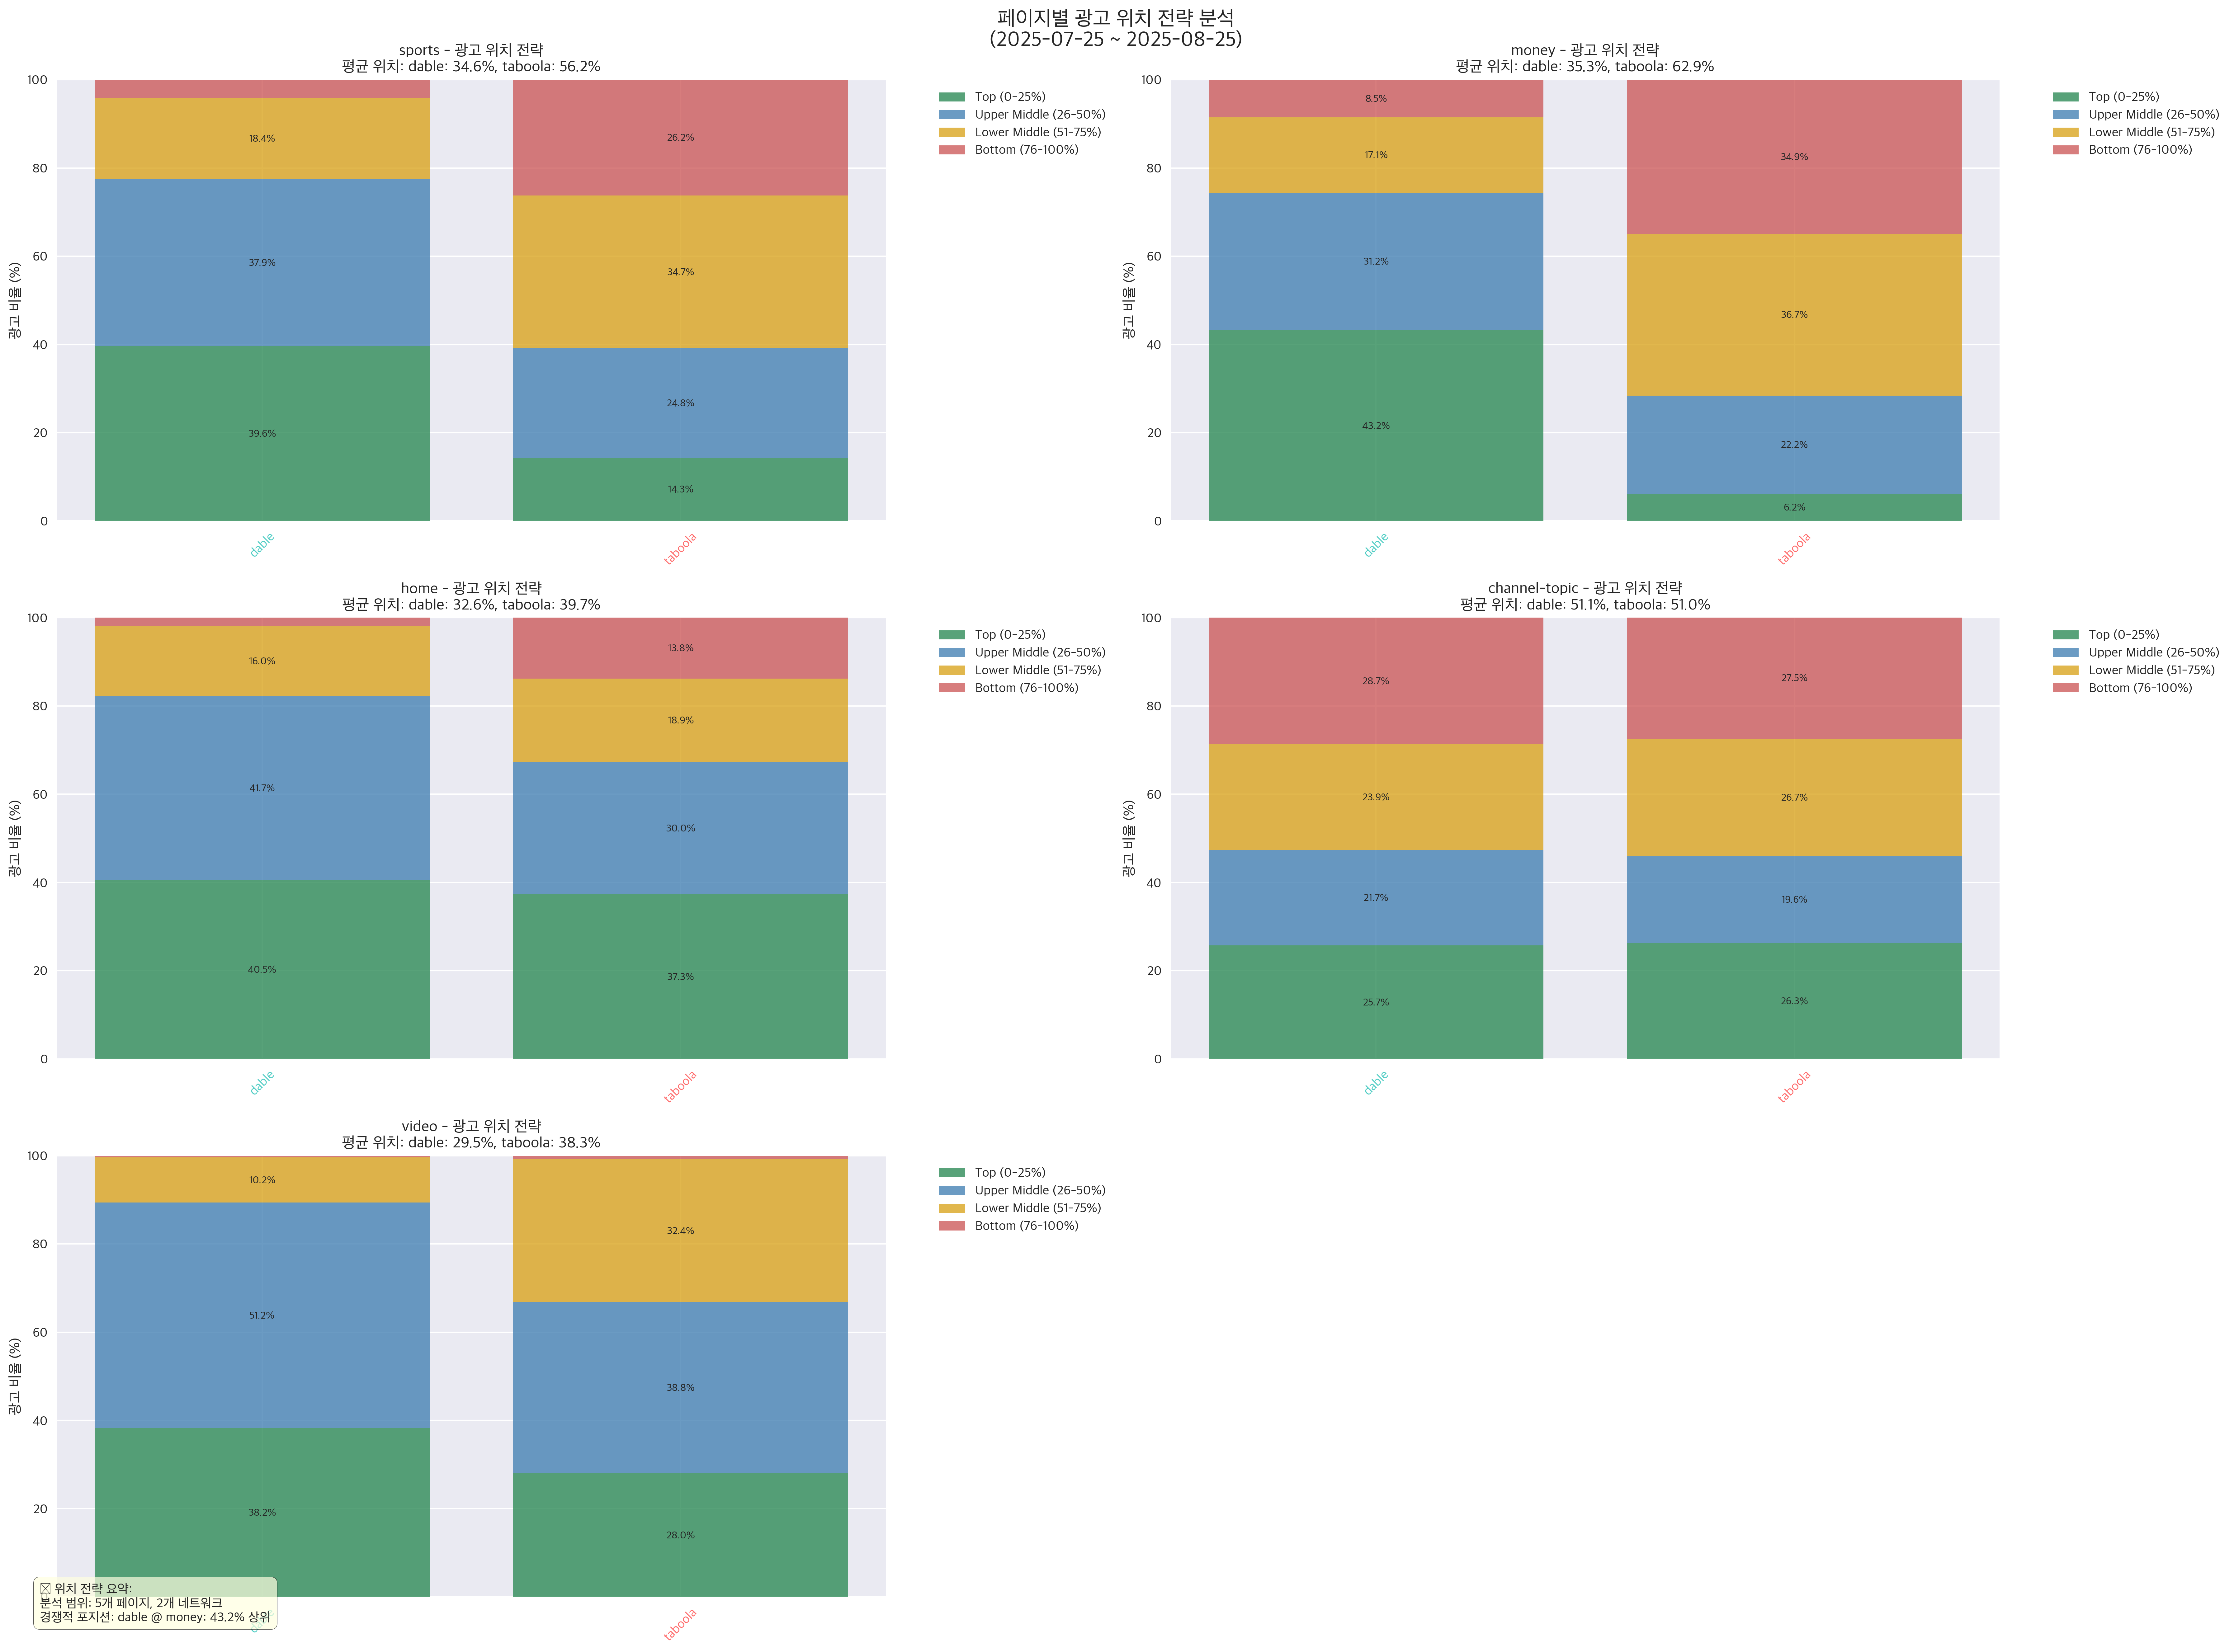 페이지별 광고 위치 전략 분석
(2025-07-25 ~ 2025-08-25)
sports - 광고 위치 전략
평균 위치: dable: 34.6%, taboola: 56.2%
광고 비율 (%)
100
80
60
40
20
0
18.4%
37.9%
39.6%
26.2%
34.7%
24.8%
14.3%
dable
taboola
Top (0-25%)
Upper Middle (26-50%)
Lower Middle (51-75%)
Bottom (76-100%)
money - 광고 위치 전략
평균 위치: dable: 35.3%, taboola: 62.9%
광고 비율 (%)
100
80
60
40
20
0
8.5%
17.1%
31.2%
43.2%
34.9%
36.7%
22.2%
6.2%
dable
taboola
Top (0-25%)
Upper Middle (26-50%)
Lower Middle (51-75%)
Bottom (76-100%)
home - 광고 위치 전략
평균 위치: dable: 32.6%, taboola: 39.7%
광고 비율 (%)
100
80
60
40
20
0
16.0%
41.7%
40.5%
13.8%
18.9%
30.0%
37.3%
dable
taboola
Top (0-25%)
Upper Middle (26-50%)
Lower Middle (51-75%)
Bottom (76-100%)
channel-topic - 광고 위치 전략
평균 위치: dable: 51.1%, taboola: 51.0%
광고 비율 (%)
100
80
60
40
20
0
28.7%
23.9%
21.7%
25.7%
27.5%
26.7%
19.6%
26.3%
dable
taboola
Top (0-25%)
Upper Middle (26-50%)
Lower Middle (51-75%)
Bottom (76-100%)
video - 광고 위치 전략
평균 위치: dable: 29.5%, taboola: 38.3%
광고 비율 (%)
100
80
60
40
20
10.2%
51.2%
38.2%
32.4%
38.8%
28.0%
taboola
Top (0-25%)
Upper Middle (26-50%)
Lower Middle (51-75%)
Bottom (76-100%)
위치 전략 요약:
분석 범위: 5개 페이지, 2개 네트워크
경쟁적 포지션: dable @ money: 43.2% 상위